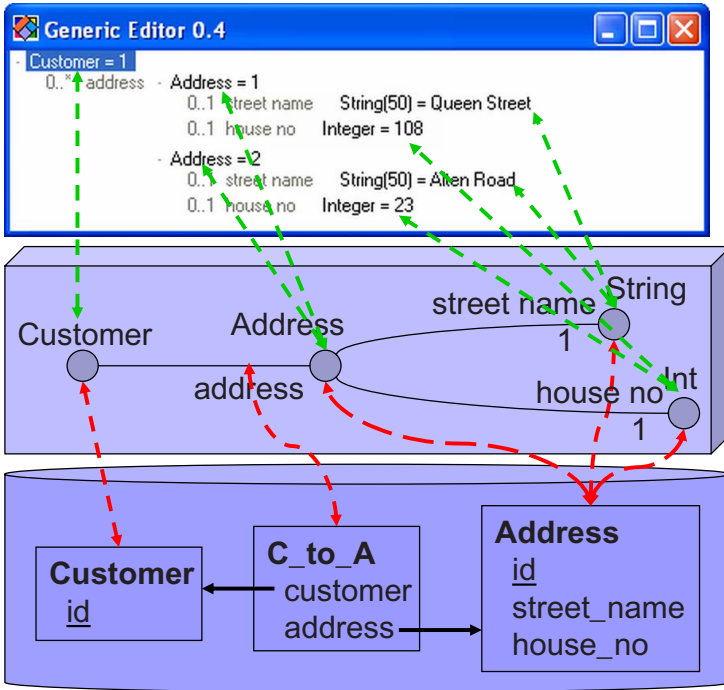 Generic Editor 0.4
- Customer = 1
0..* address - Address = 1
0..1 street name String(50) = Queen Street
0..1 house no Integer = 108
- Address = 2
0..1 street name String(50) = Alten Road
0..1 house no Integer = 23
String
street name
1
Customer
Address
address
Int
house no
1
Customer
id
C_to_A
customer
address
Address
id
street_name
house_no